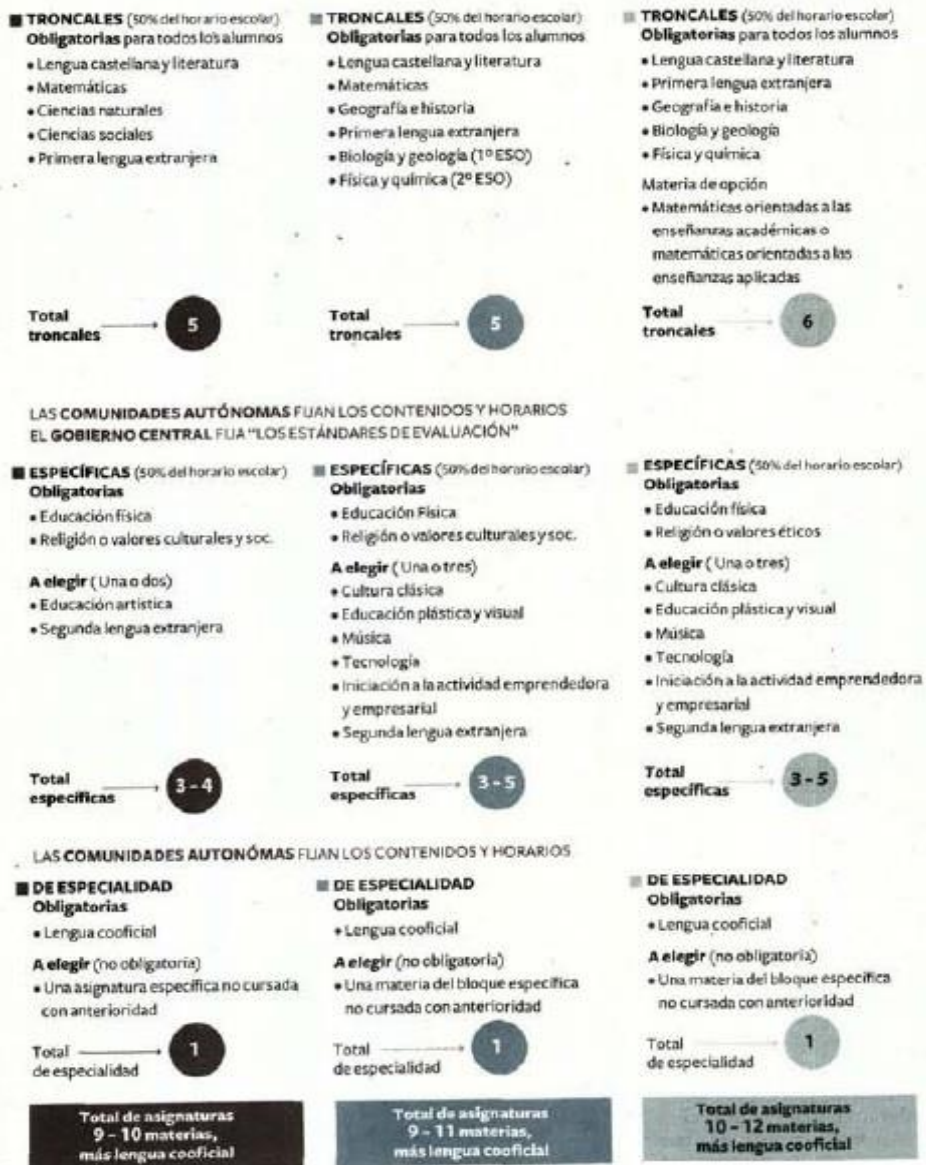 TRONCALES (50% del horario escolar)
Obligatorias para todos los alumnos
• Lengua castellana y literatura
• Matemáticas
• Ciencias naturales
• Ciencias sociales
• Primera lengua extranjera
Total
troncales
5
TRONCALES (50% del horario escolar)
Obligatorias para todos los alumnos
• Lengua castellana y literatura
• Matemáticas
• Geografía e historia
• Primera lengua extranjera
• Biología y geología (1º ESO)
• Física y química (2º ESO)
Total
troncales
5
TRONCALES (50% del horario escolar)
Obligatorias para todos los alumnos
• Lengua castellana y literatura
• Primera lengua extranjera
• Geografía e historia
• Biología y geología
• Física y química
Materia de opción
• Matemáticas orientadas a las
enseñanzas académicas o
matemáticas orientadas a las
enseñanzas aplicadas
Total
troncales
6
LAS COMUNIDADES AUTÓNOMAS FIJAN LOS CONTENIDOS Y HORARIOS
EL GOBIERNO CENTRAL FIJA "LOS ESTÁNDARES DE EVALUACIÓN"
ESPECÍFICAS (50% del horario escolar)
Obligatorias
• Educación física
• Religión o valores culturales y soc.
A elegir (Una o dos)
• Educación artística
• Segunda lengua extranjera
Total
específicas
3 - 4
ESPECÍFICAS (50% del horario escolar)
Obligatorias
• Educación Física
• Religión o valores culturales y soc.
A elegir (Una o tres)
• Cultura clásica
• Educación plástica y visual
• Música
• Tecnología
• Iniciación a la actividad emprendedora
y empresarial
• Segunda lengua extranjera
Total
específicas
3 - 5
ESPECÍFICAS (50% del horario escolar)
Obligatorias
• Educación física
• Religión o valores éticos
A elegir (Una o tres)
• Cultura clásica
• Educación plástica y visual
• Música
• Tecnología
• Iniciación a la actividad emprendedora
y empresarial
• Segunda lengua extranjera
Total
específicas
3 - 5
LAS COMUNIDADES AUTONÓMAS FIJAN LOS CONTENIDOS Y HORARIOS
DE ESPECIALIDAD
Obligatorias
• Lengua cooficial
A elegir (no obligatoria)
• Una asignatura específica no cursada
con anterioridad
Total
de especialidad
1
Total de asignaturas
9 - 10 materias,
más lengua cooficial
DE ESPECIALIDAD
Obligatorias
• Lengua cooficial
A elegir (no obligatoria)
• Una materia del bloque específica
no cursada con anterioridad
Total
de especialidad
1
Total de asignaturas
9 - 11 materias,
más lengua cooficial
DE ESPECIALIDAD
Obligatorias
• Lengua cooficial
A elegir (no obligatoria)
• Una materia del bloque específica
no cursada con anterioridad
Total
de especialidad
1
Total de asignaturas
10 - 12 materias,
más lengua cooficial